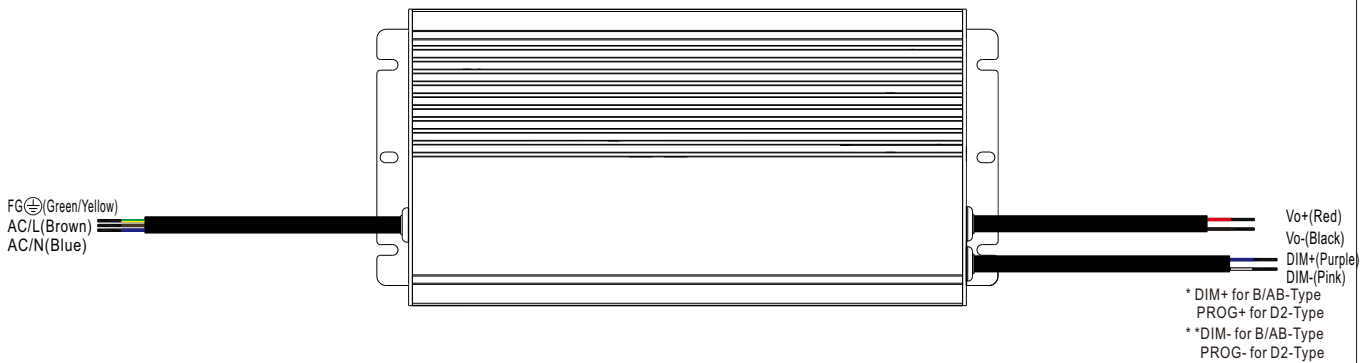 FG⏚(Green/Yellow)
AC/L(Brown)
AC/N(Blue)
Vo+(Red)
Vo-(Black)
DIM+(Purple)
DIM-(Pink)
* DIM+ for B/AB-Type
PROG+ for D2-Type
* *DIM- for B/AB-Type
PROG- for D2-Type